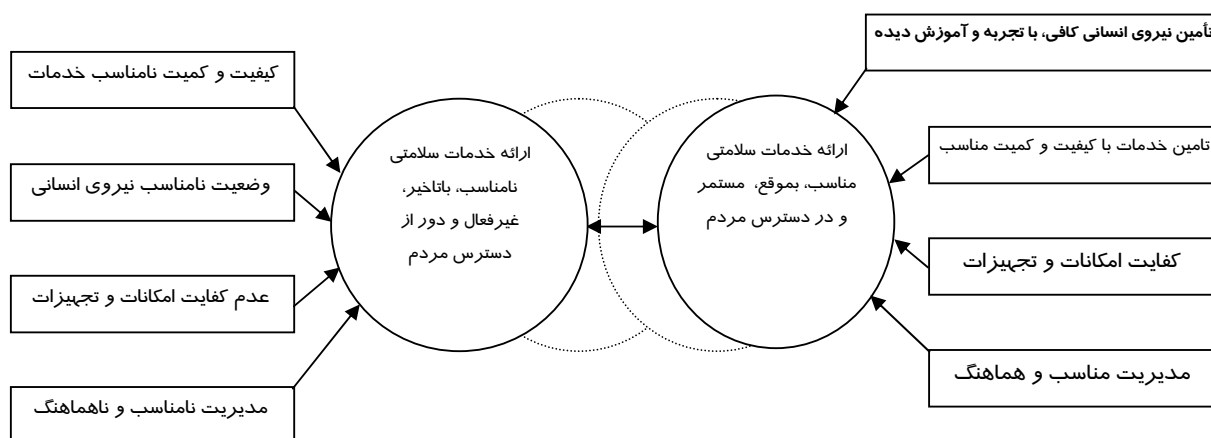 تأمین نیروی انسانی کافی، با تجربه و آموزش دیده
تامین خدمات با کیفیت و کمیت مناسب
کفایت امکانات و تجهیزات
مدیریت مناسب و هماهنگ
ارائه خدمات سلامتی
مناسب، بموقع، مستمر
و در دسترس مردم
ارائه خدمات سلامتی
نامناسب، باتاخیر،
غیرفعال و دور از
دسترس مردم
کیفیت و کمیت نامناسب خدمات
وضعیت نامناسب نیروی انسانی
عدم کفایت امکانات و تجهیزات
مدیریت نامناسب و ناهماهنگ